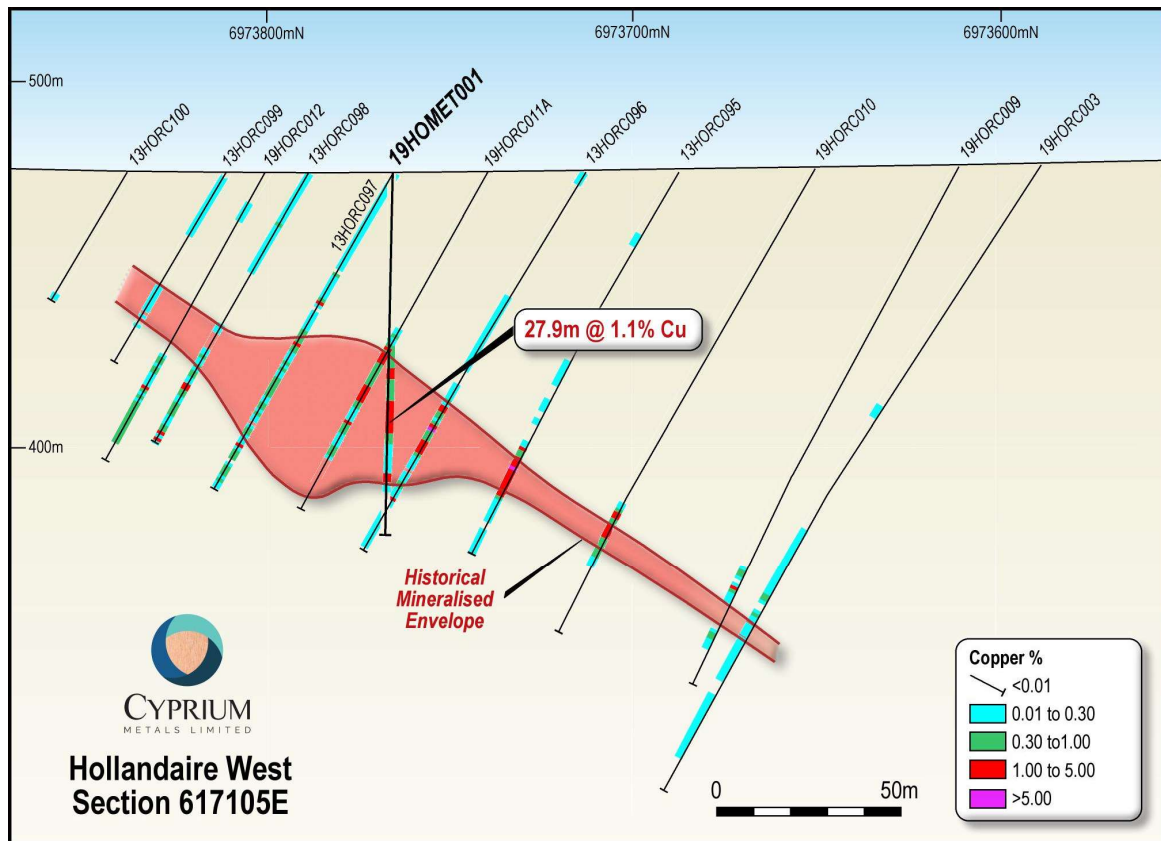 6973800mN
6973700mN
6973600mN
500m
13HORC100
13HORC099
19HORC012
13HORC098
19HOMET001
19HORC011A
13HORC096
13HORC095
19HORC010
19HORC009
19HORC003
13HORC097
27.9m @ 1.1% Cu
400m
Historical
Mineralised
Envelope
CYPRIUM
METALS LIMITED
Hollandaire West
Section 617105E
0
50m
Copper %
<0.01
0.01 to 0.30
0.30 to1.00
1.00 to 5.00
>5.00